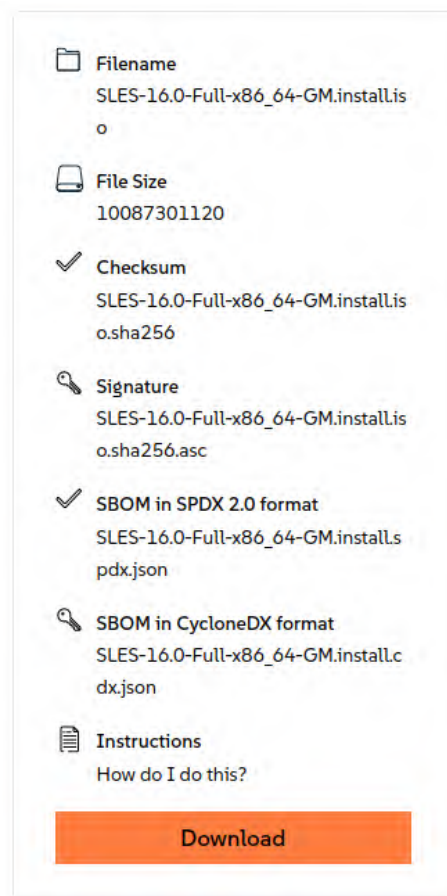 Filename
SLES-16.0-Full-x86_64-GM.install.is
o
File Size
10087301120
Checksum
SLES-16.0-Full-x86_64-GM.install.is
o.sha256
Signature
SLES-16.0-Full-x86_64-GM.install.is
o.sha256.asc
SBOM in SPDX 2.0 format
SLES-16.0-Full-x86_64-GM.install.s
pdx.json
SBOM in CycloneDX format
SLES-16.0-Full-x86_64-GM.install.c
dx.json
Instructions
How do I do this?
Download